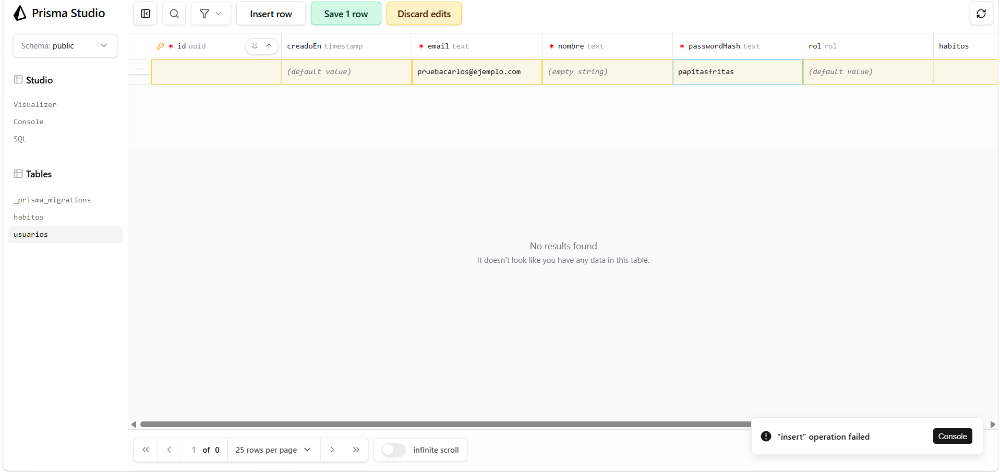 Prisma Studio
Insert row
Save 1 row
Discard edits
Schema: public
* id uuid
creadoEn timestamp
* email text
* nombre text
* passwordHash text
rol rol
habitos
(default value)
pruebacarlos@ejemplo.com
(empty string)
papitasfritas
(default value)
Studio
Visualizer
Console
SQL
Tables
_prisma_migrations
habitos
usuarios
No results found
It doesn't look like you have any data in this table.
"insert" operation failed
Console
1 of 0
25 rows per page
infinite scroll